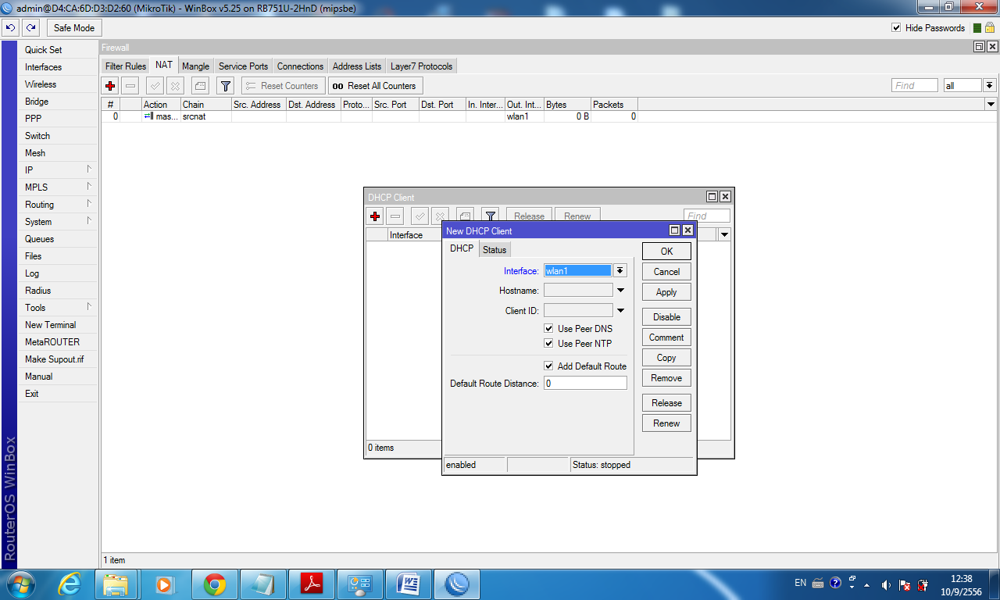 admin@D4:CA:6D:D3:D2:60 (MikroTik) - WinBox v5.25 on RB751U-2HnD (mipsbe)
Safe Mode
Hide Passwords
Quick Set
Interfaces
Wireless
Bridge
PPP
Switch
Mesh
IP
MPLS
Routing
System
Queues
Files
Log
Radius
Tools
New Terminal
MetaROUTER
Make Supout.rif
Manual
Exit
RouterOS WinBox
Firewall
Filter Rules NAT Mangle Service Ports Connections Address Lists Layer7 Protocols
Reset Counters 00 Reset All Counters Find all
# Action Chain Src. Address Dst. Address Proto... Src. Port Dst. Port In. Inter... Out. Int... Bytes Packets
0 mas... srcnat wlan1 0 B 0
DHCP Client
Release Renew Find
Interface
0 items
New DHCP Client
DHCP Status
Interface: wlan1
Hostname:
Client ID:
Use Peer DNS
Use Peer NTP
Add Default Route
Default Route Distance: 0
OK
Cancel
Apply
Disable
Comment
Copy
Remove
Release
Renew
enabled Status: stopped
1 item
EN 12:38
10/9/2556